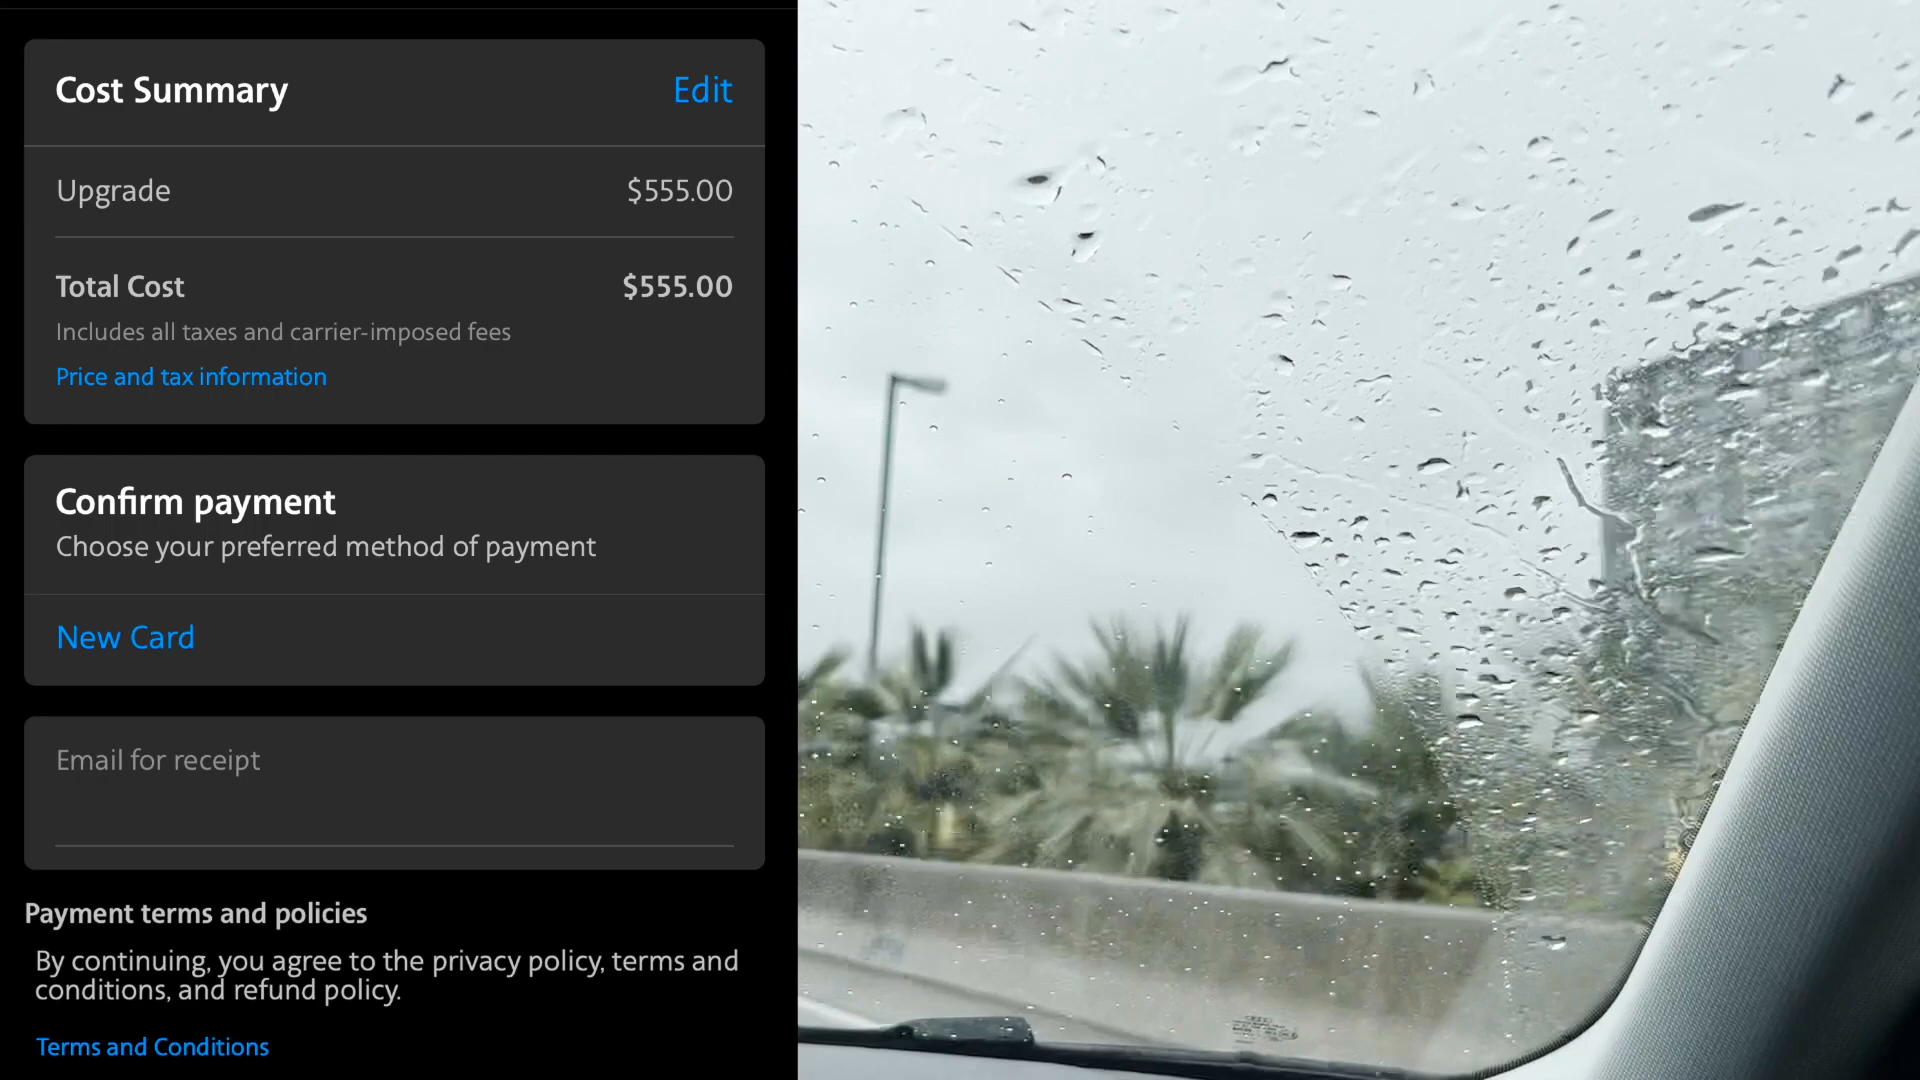 Cost Summary
Edit
Upgrade
$555.00
Total Cost
$555.00
Includes all taxes and carrier-imposed fees
Price and tax information
Confirm payment
Choose your preferred method of payment
New Card
Email for receipt
Payment terms and policies
By continuing, you agree to the privacy policy, terms and
conditions, and refund policy.
Terms and Conditions